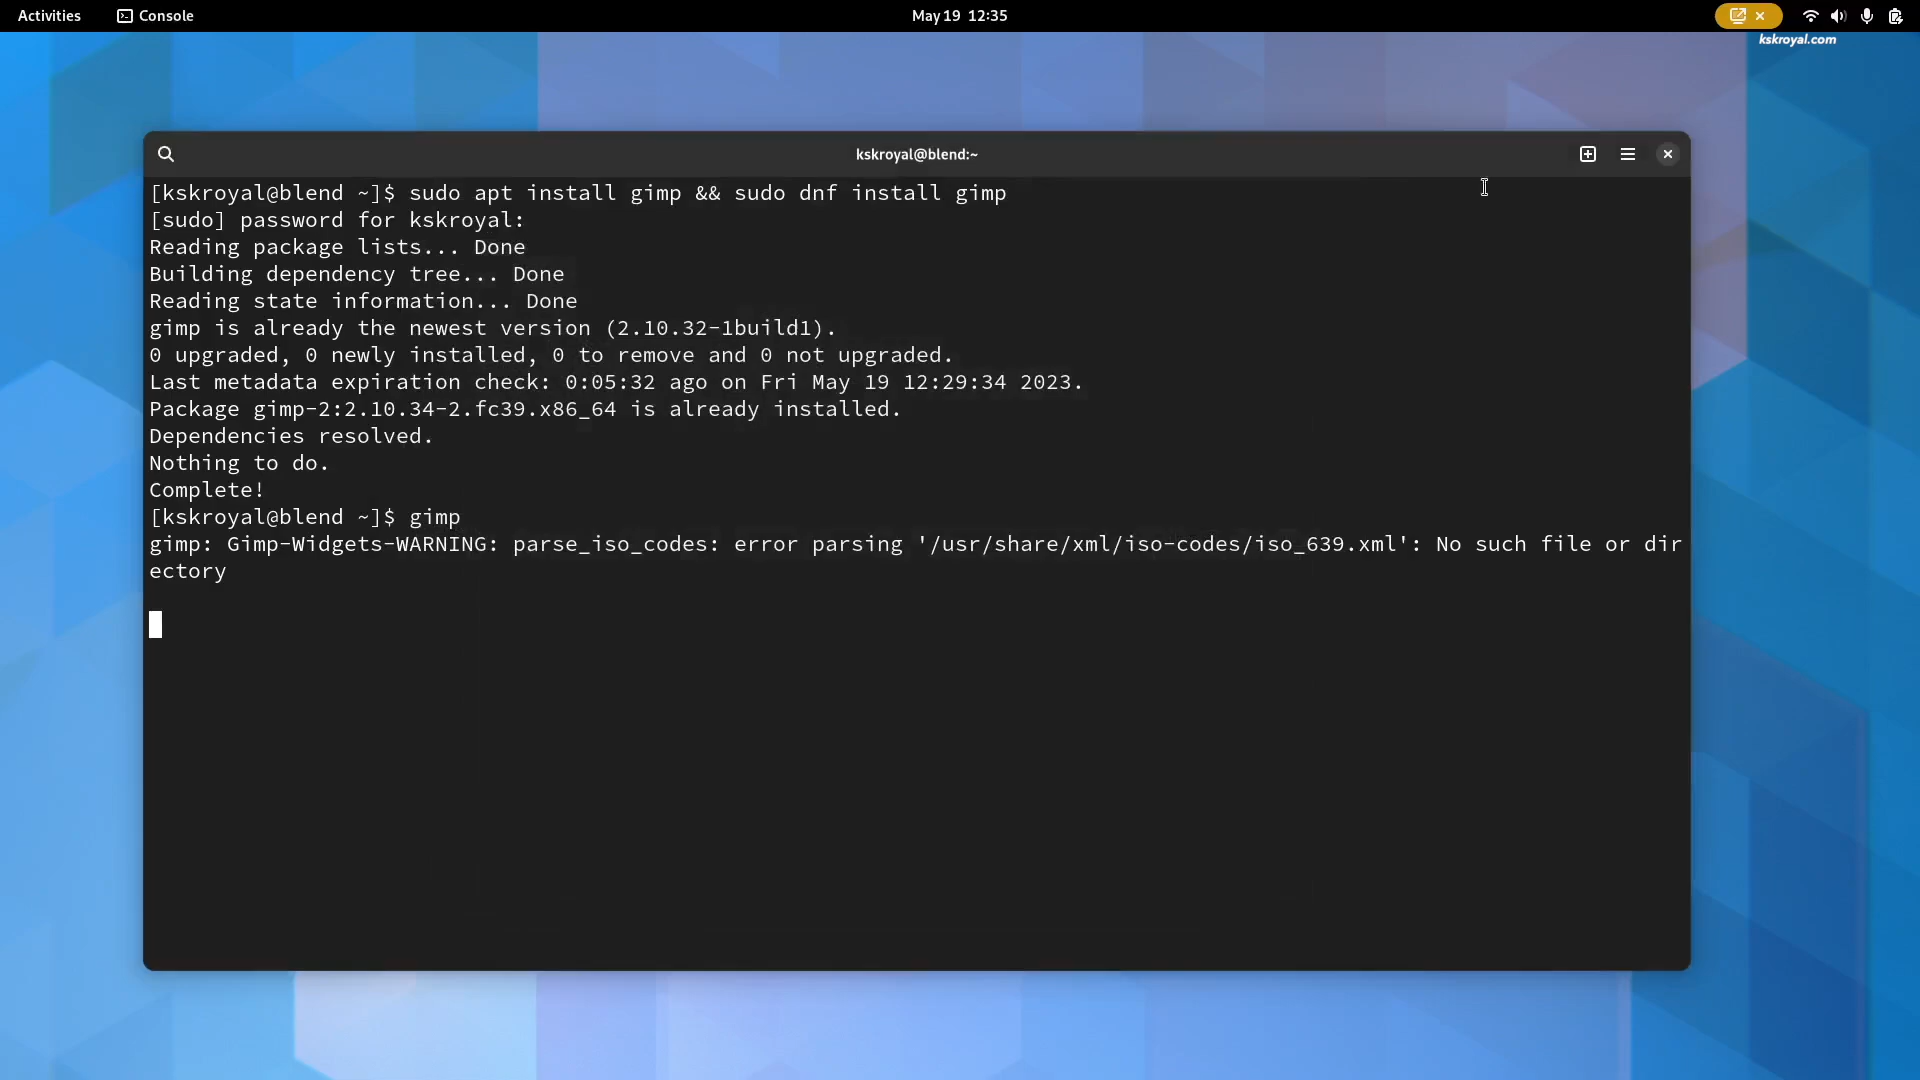 Activities Console May 19 12:35
kskroyal.com
kskroyal@blend:~
[kskroyal@blend ~]$ sudo apt install gimp && sudo dnf install gimp
[sudo] password for kskroyal:
Reading package lists... Done
Building dependency tree... Done
Reading state information... Done
gimp is already the newest version (2.10.32-1build1).
0 upgraded, 0 newly installed, 0 to remove and 0 not upgraded.
Last metadata expiration check: 0:05:32 ago on Fri May 19 12:29:34 2023.
Package gimp-2:2.10.34-2.fc39.x86_64 is already installed.
Dependencies resolved.
Nothing to do.
Complete!
[kskroyal@blend ~]$ gimp
gimp: Gimp-Widgets-WARNING: parse_iso_codes: error parsing '/usr/share/xml/iso-codes/iso_639.xml': No such file or dir
ectory